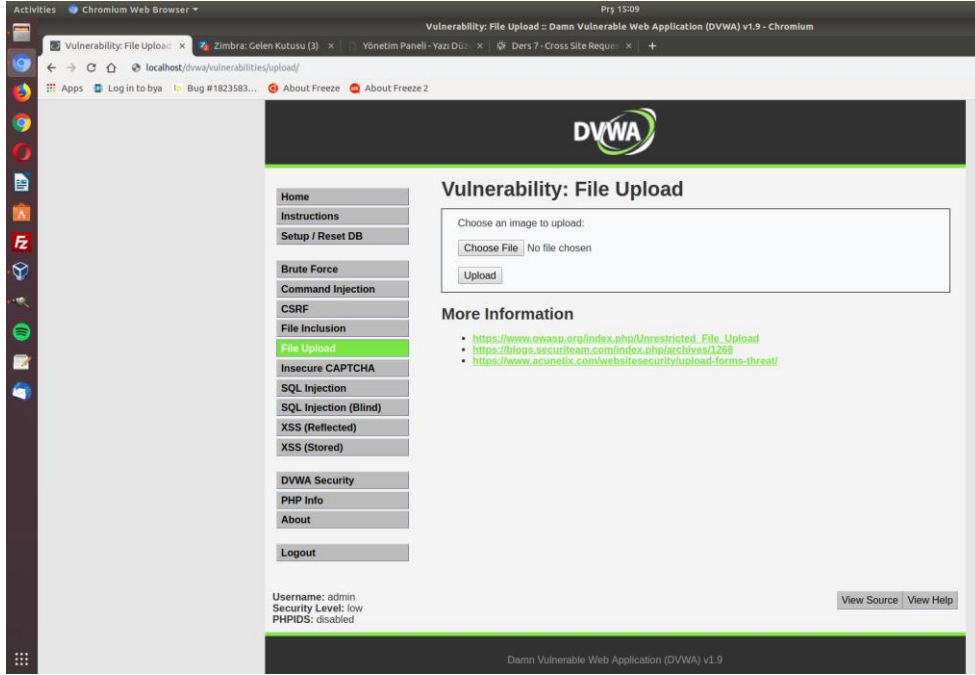 Activities Chromium Web Browser Prş 15:09
Vulnerability: File Upload :: Damn Vulnerable Web Application (DVWA) v1.9 - Chromium
Vulnerability: File Upload Zimbra: Gelen Kutusu (3) Yönetim Paneli - Yazı Düz Ders 7 - Cross Site Reques
localhost/dvwa/vulnerabilities/upload/
Apps Log in to bya Bug #1823583... About Freeze About Freeze 2
DVWA
Home
Instructions
Setup / Reset DB
Brute Force
Command Injection
CSRF
File Inclusion
File Upload
Insecure CAPTCHA
SQL Injection
SQL Injection (Blind)
XSS (Reflected)
XSS (Stored)
DVWA Security
PHP Info
About
Logout
Vulnerability: File Upload
Choose an image to upload:
Choose File No file chosen
Upload
More Information
https://www.owasp.org/index.php/Unrestricted_File_Upload
https://blogs.securiteam.com/index.php/archives/1268
https://www.acunetix.com/websitesecurity/upload-forms-threat/
Username: admin
Security Level: low
PHPIDS: disabled
View Source View Help
Damn Vulnerable Web Application (DVWA) v1.9